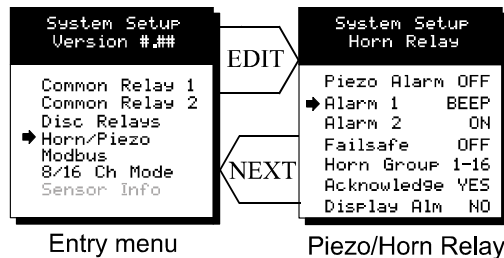 System Setup
Version #.##
Common Relay 1
Common Relay 2
Disc Relays
Horn/Piezo
Modbus
8/16 Ch Mode
Sensor Info
Entry menu
EDIT
NEXT
System Setup
Horn Relay
Piezo Alarm OFF
Alarm 1 BEEP
Alarm 2 ON
Failsafe OFF
Horn Group 1-16
Acknowledge YES
Display Alm NO
Piezo/Horn Relay